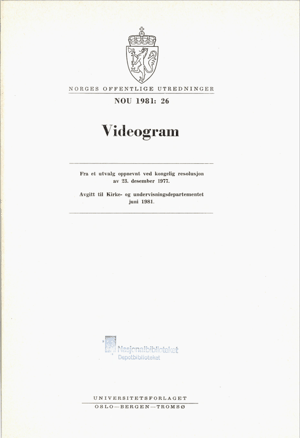 NORGES OFFENTLIGE UTREDNINGER
NOU 1981: 26
Videogram
Fra et utvalg oppnevnt ved kongelig resolusjon
av 23. desember 1977.
Avgitt til Kirke- og undervisningsdepartementet
juni 1981.
Nasjonalbiblioteket
Depotbiblioteket
UNIVERSITETSFORLAGET
OSLO—BERGEN—TROMSØ